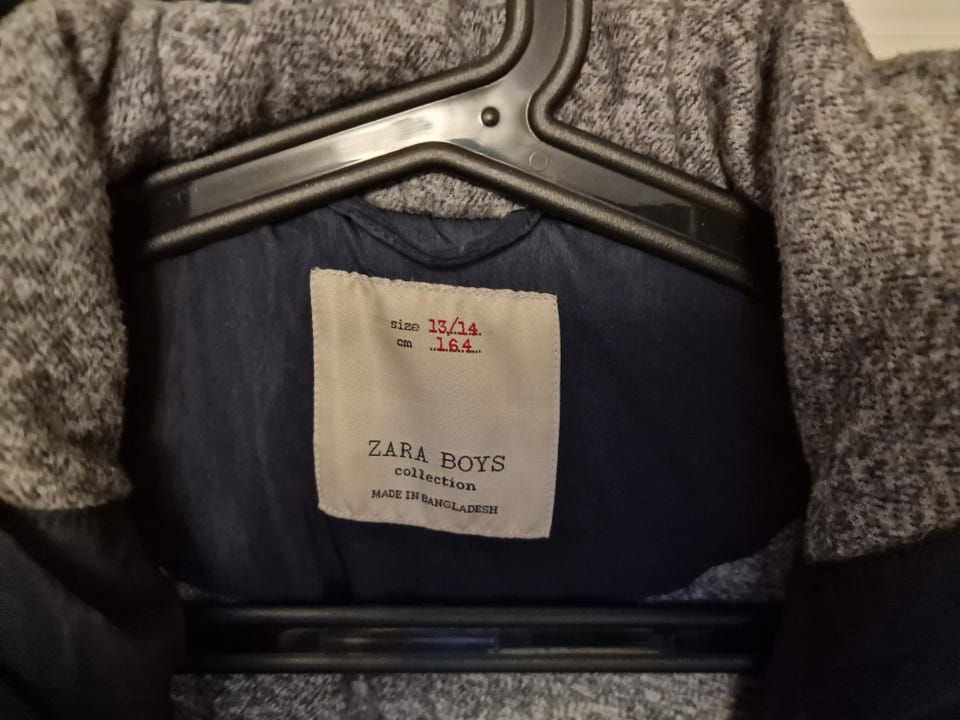 size 13/14
cm 164
ZARA BOYS
collection
MADE IN BANGLADESH